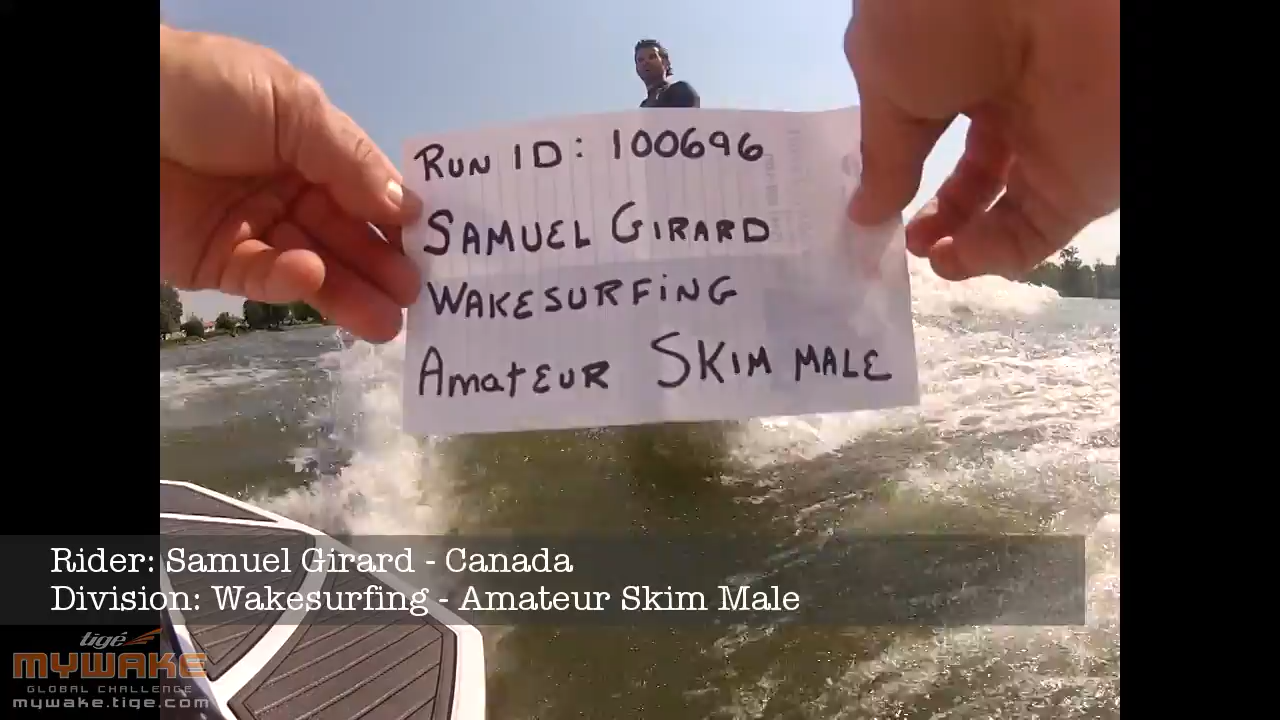 RUN ID: 100696
SAMUEL GIRARD
WAKESURFiNG
AmatEUR SKIM MALE
Rider: Samuel Girard - Canada
Division: Wakesurfing - Amateur Skim Male
tigé
MYWAKE
GLOBAL CHALLENGE
mywake.tige.com